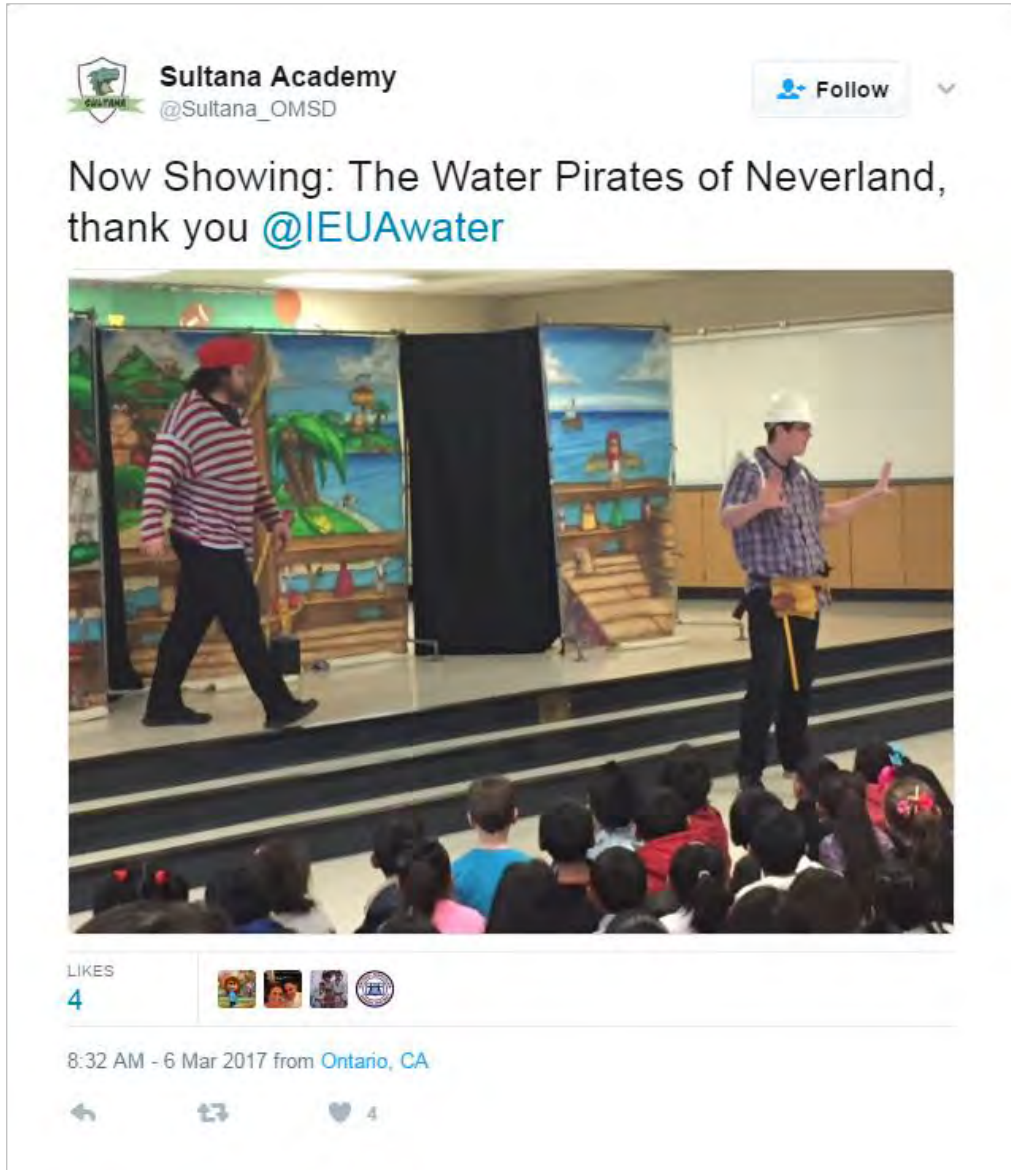 SULTANA
Sultana Academy
@Sultana_OMSD
Follow
Now Showing: The Water Pirates of Neverland,
thank you @IEUAwater
LIKES
4
8:32 AM - 6 Mar 2017 from Ontario, CA
4